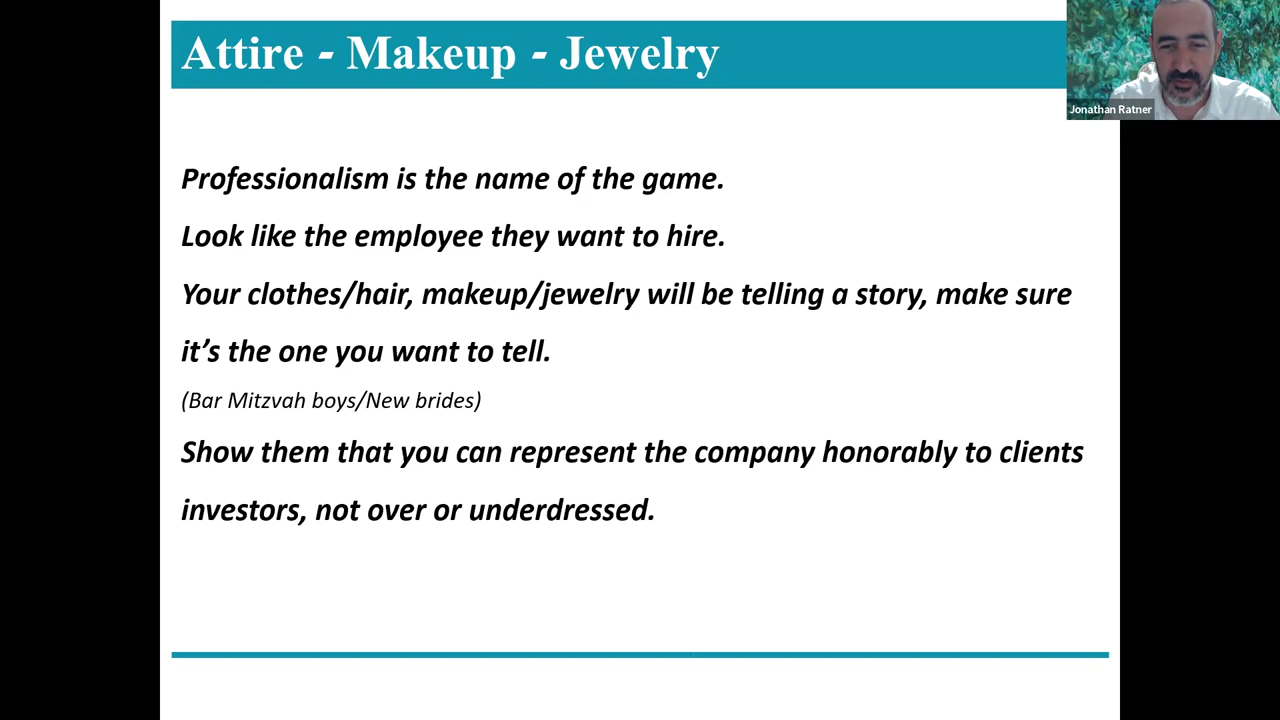 Attire - Makeup - Jewelry
Jonathan Ratner
Professionalism is the name of the game.
Look like the employee they want to hire.
Your clothes/hair, makeup/jewelry will be telling a story, make sure
it's the one you want to tell.
(Bar Mitzvah boys/New brides)
Show them that you can represent the company honorably to clients
investors, not over or underdressed.